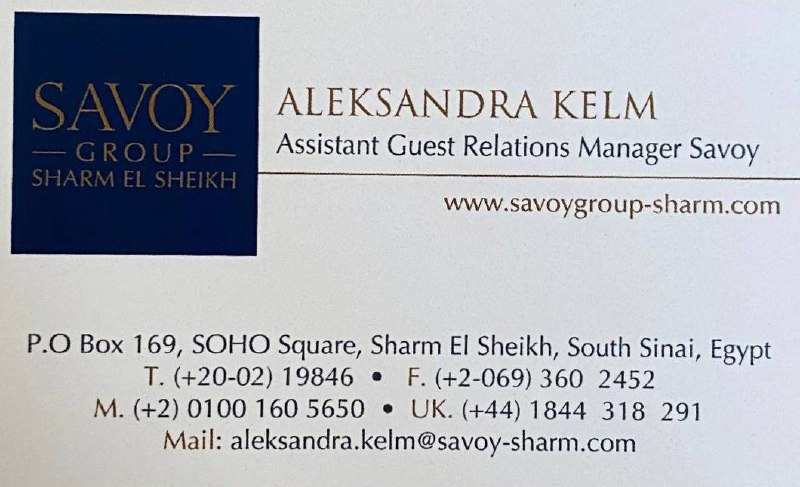 SAVOY
GROUP
SHARM EL SHEIKH
ALEKSANDRA KELM
Assistant Guest Relations Manager Savoy
www.savoygroup-sharm.com
P.O Box 169, SOHO Square, Sharm El Sheikh, South Sinai, Egypt
T. (+20-02) 19846 • F. (+2-069) 360 2452
M. (+2) 0100 160 5650 • UK. (+44) 1844 318 291
Mail: aleksandra.kelm@savoy-sharm.com